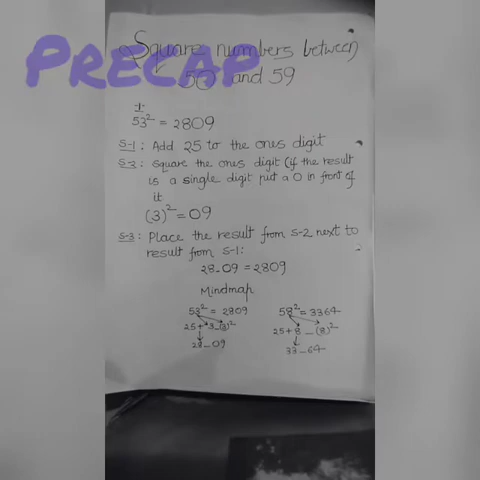 PRECAP
Square numbers between
50 and 59
-1-
53² = 2809
S-1: Add 25 to the ones digit
S-2: Square the ones digit (if the result
is a single digit put a 0 in front of
it
(3)² = 09
S-3: Place the result from S-2 next to
result from S-1:
28-09 = 2809
Mindmap
53² = 2809
25+3-(3)²
28-09
58² = 3364
25+8-(8)²
33-64